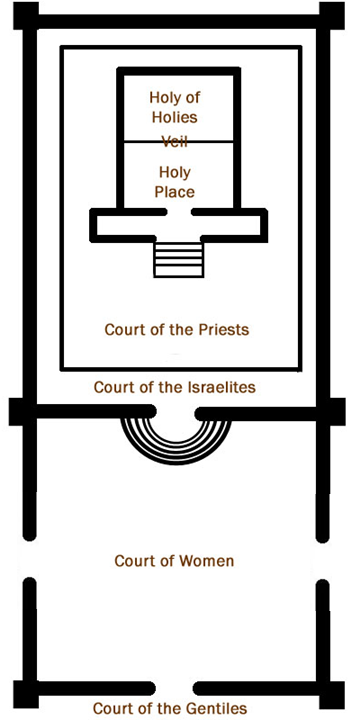 Holy of
Holies
Veil
Holy
Place
Court of the Priests
Court of the Israelites
Court of Women
Court of the Gentiles